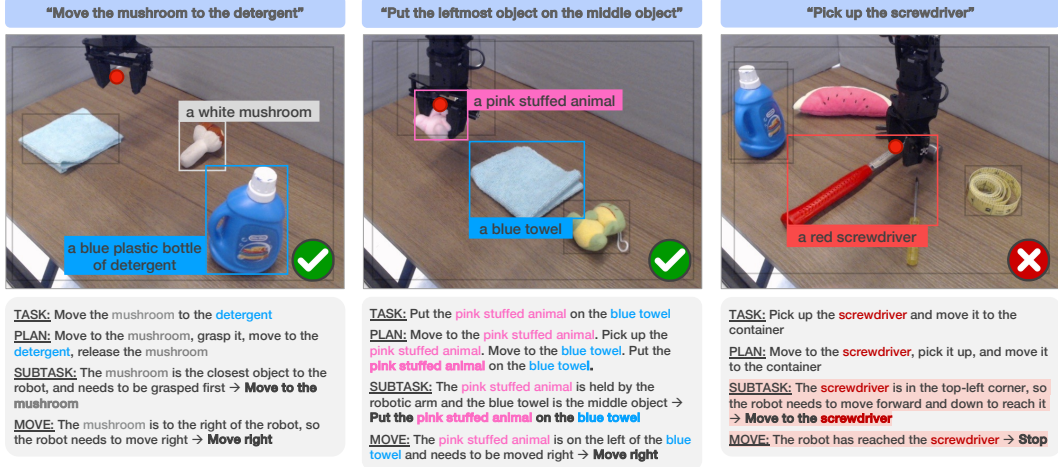 “Move the mushroom to the detergent”
a white mushroom
a blue plastic bottle
of detergent
TASK: Move the mushroom to the detergent
PLAN: Move to the mushroom, grasp it, move to the
detergent, release the mushroom
SUBTASK: The mushroom is the closest object to the
robot, and needs to be grasped first → Move to the
mushroom
MOVE: The mushroom is to the right of the robot, so
the robot needs to move right → Move right
“Put the leftmost object on the middle object”
a pink stuffed animal
a blue towel
TASK: Put the pink stuffed animal on the blue towel
PLAN: Move to the pink stuffed animal. Pick up the
pink stuffed animal. Move to the blue towel. Put the
pink stuffed animal on the blue towel.
SUBTASK: The pink stuffed animal is held by the
robotic arm and the blue towel is the middle object →
Put the pink stuffed animal on the blue towel
MOVE: The pink stuffed animal is on the left of the blue
towel and needs to be moved right → Move right
“Pick up the screwdriver”
a red screwdriver
TASK: Pick up the screwdriver and move it to the
container
PLAN: Move to the screwdriver, pick it up, and move it
to the container
SUBTASK: The screwdriver is in the top-left corner, so
the robot needs to move forward and down to reach it
→ Move to the screwdriver
MOVE: The robot has reached the screwdriver → Stop